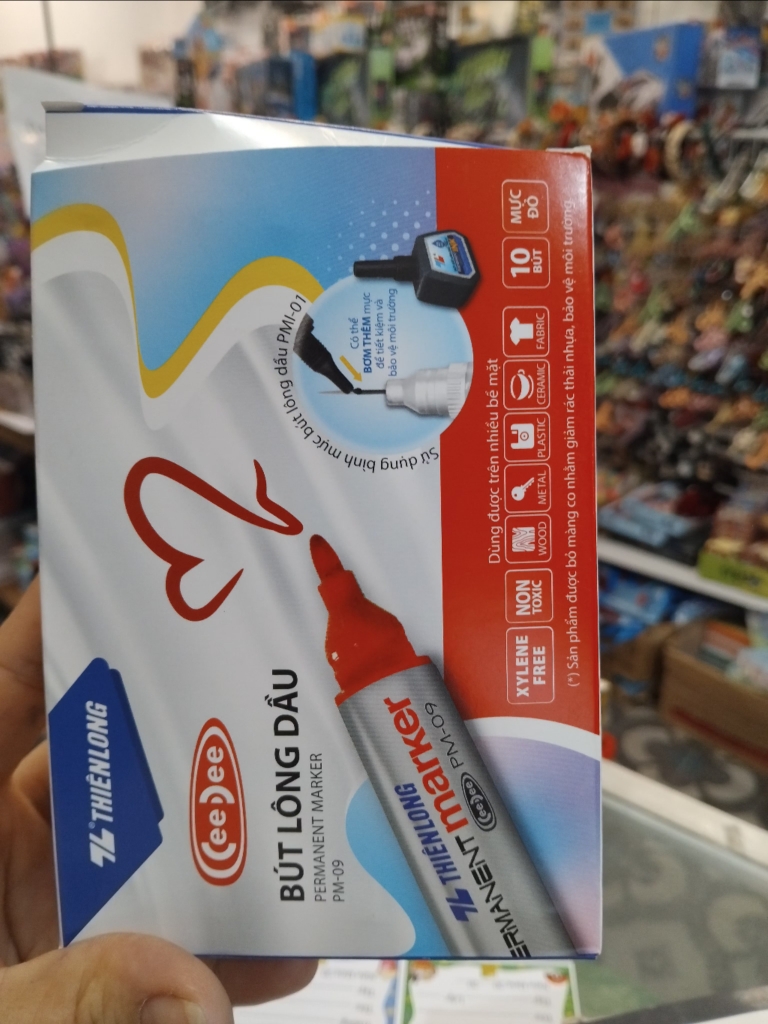 THIÊN LONG
CeeDee
BÚT LÔNG DẦU
PERMANENT MARKER
PM-09
Sử dụng bình mực bút lông dầu PMI-01
Có thể
BƠM THÊM mực
để tiết kiệm và
bảo vệ môi trường
THIÊN LONG
ERMANENT marker
CeeDee PM-09
Dùng được trên nhiều bề mặt
XYLENE
FREE
NON
TOXIC
WOOD
METAL
PLASTIC
CERAMIC
FABRIC
10
BÚT
MỰC
ĐỎ
(*) Sản phẩm được bỏ màng co nhằm giảm rác thải nhựa, bảo vệ môi trường